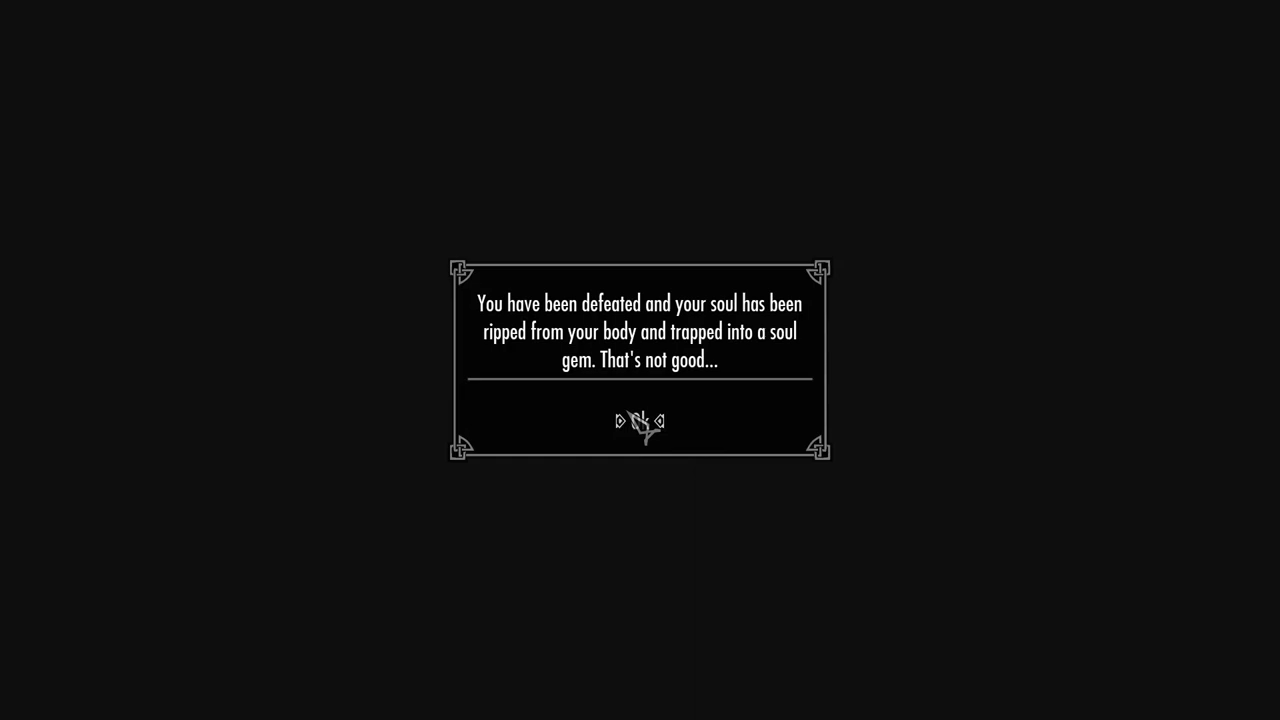 You have been defeated and your soul has been
ripped from your body and trapped into a soul
gem. That's not good...
Ok